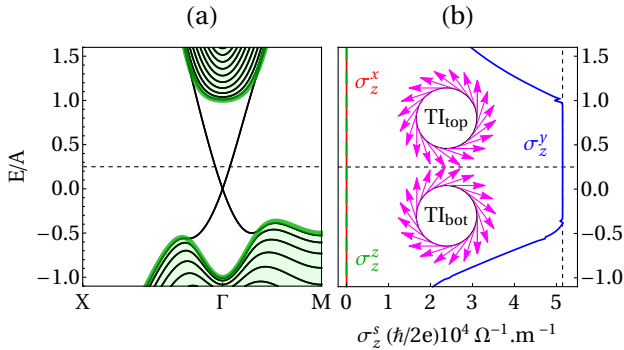 (a)
(b)
E/A
1.5
1.0
0.5
0.0
−0.5
−1.0
X
Γ
M
σ_z^x
σ_z^y
σ_z^z
TI_top
TI_bot
1.5
1.0
0.5
0.0
-0.5
-1.0
0 1 2 3 4 5
σ_z^s (ħ/2e)10^4 Ω^−1.m^−1